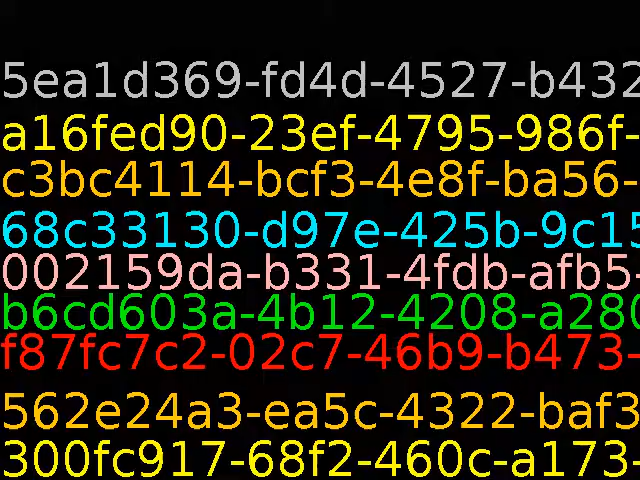 5ea1d369-fd4d-4527-b432
a16fed90-23ef-4795-986f-
c3bc4114-bcf3-4e8f-ba56-
68c33130-d97e-425b-9c15
002159da-b331-4fdb-afb5-
b6cd603a-4b12-4208-a280
f87fc7c2-02c7-46b9-b473-
562e24a3-ea5c-4322-baf3
300fc917-68f2-460c-a173-